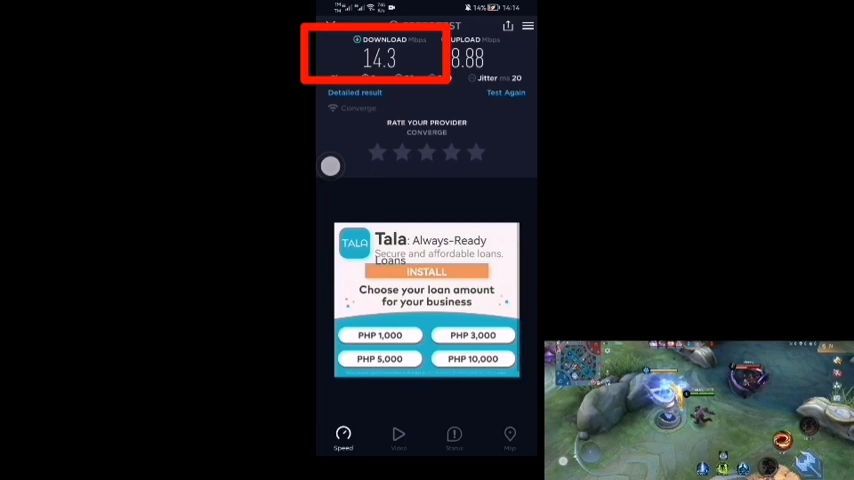 14%
14:14
DOWNLOAD Mbps
UPLOAD Mbps
14.3
8.88
Jitter ms 20
Detailed result
Test Again
Converge
RATE YOUR PROVIDER
CONVERGE
TALA
Tala: Always-Ready
Loans
Secure and affordable loans.
INSTALL
Choose your loan amount
for your business
PHP 1,000
PHP 3,000
PHP 5,000
PHP 10,000
Speed
Video
Status
Map